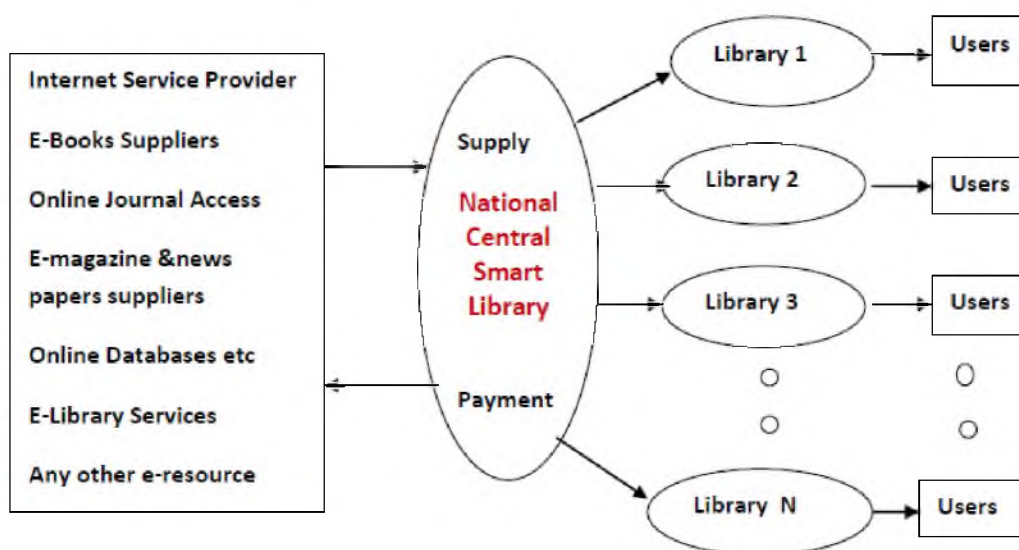 Internet Service Provider
E-Books Suppliers
Online Journal Access
E-magazine &news
papers suppliers
Online Databases etc
E-Library Services
Any other e-resource
Supply
National
Central
Smart
Library
Payment
Library 1
Users
Library 2
Users
Library 3
Users
Library N
Users